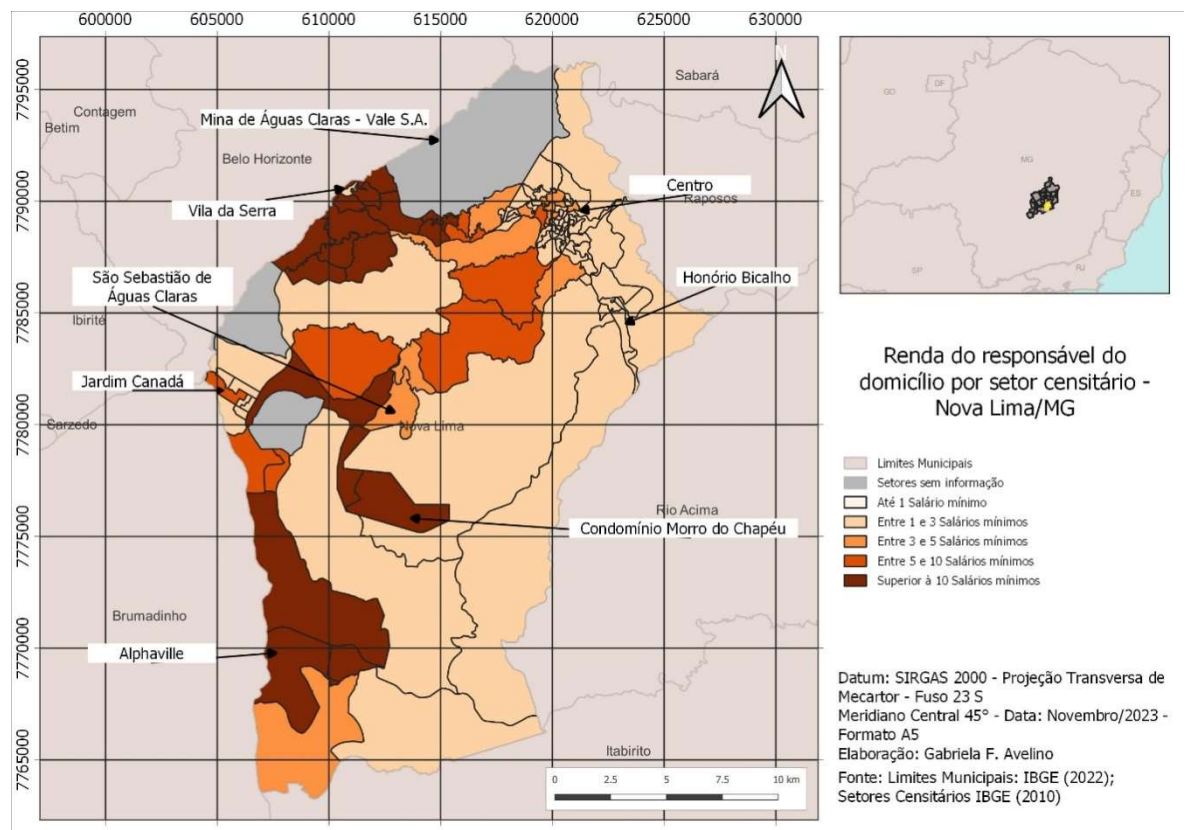 600000 605000 610000 615000 620000 625000 630000
7795000
7790000
7785000
7780000
7775000
7770000
7765000
N
Sabará
Contagem
Betim
Mina de Águas Claras - Vale S.A.
Belo Horizonte
Centro
Raposos
Vila da Serra
São Sebastião de
Águas Claras
Honório Bicalho
Ibirité
Jardim Canadá
Sarzedo
Nova Lima
Rio Acima
Condomínio Morro do Chapéu
Brumadinho
Alphaville
Itabirito
0 2.5 5 7.5 10 km
GO
DF
MG
ES
SP
RJ
Renda do responsável do
domicílio por setor censitário -
Nova Lima/MG
Limites Municipais
Setores sem informação
Até 1 Salário mínimo
Entre 1 e 3 Salários mínimos
Entre 3 e 5 Salários mínimos
Entre 5 e 10 Salários mínimos
Superior à 10 Salários mínimos
Datum: SIRGAS 2000 - Projeção Transversa de
Mecartor - Fuso 23 S
Meridiano Central 45° - Data: Novembro/2023 -
Formato A5
Elaboração: Gabriela F. Avelino
Fonte: Limites Municipais: IBGE (2022);
Setores Censitários IBGE (2010)